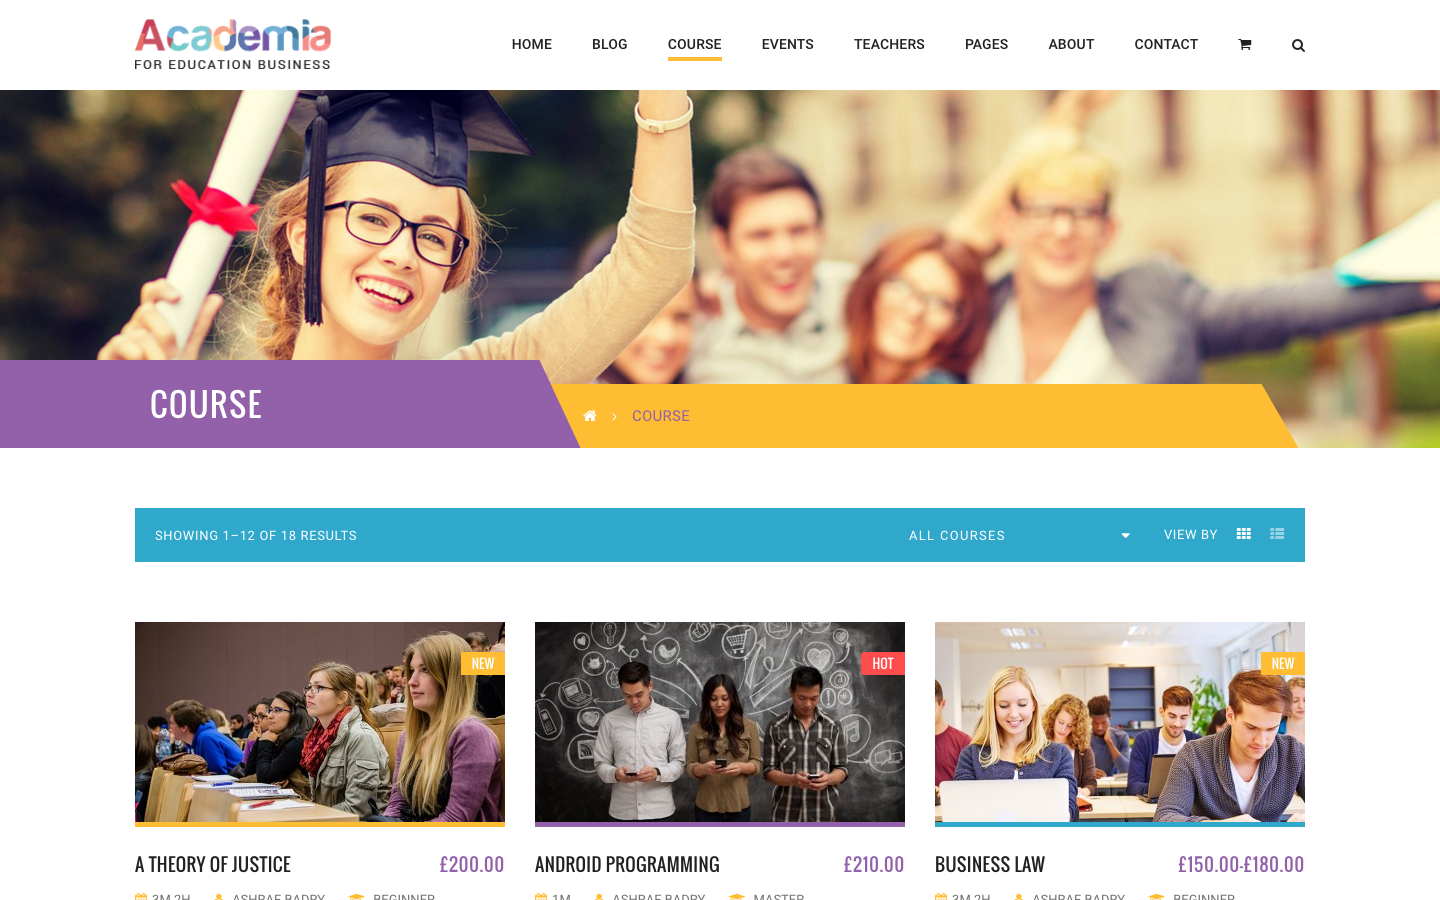 Academia
FOR EDUCATION BUSINESS
HOME BLOG COURSE EVENTS TEACHERS PAGES ABOUT CONTACT
COURSE
COURSE
SHOWING 1–12 OF 18 RESULTS
ALL COURSES
VIEW BY
NEW
HOT
NEW
A THEORY OF JUSTICE £200.00
3M 2H ASHRAF BADRY BEGINNER
ANDROID PROGRAMMING £210.00
1M ASHRAF BADRY MASTER
BUSINESS LAW £150.00-£180.00
3M 2H ASHRAF BADRY BEGINNER